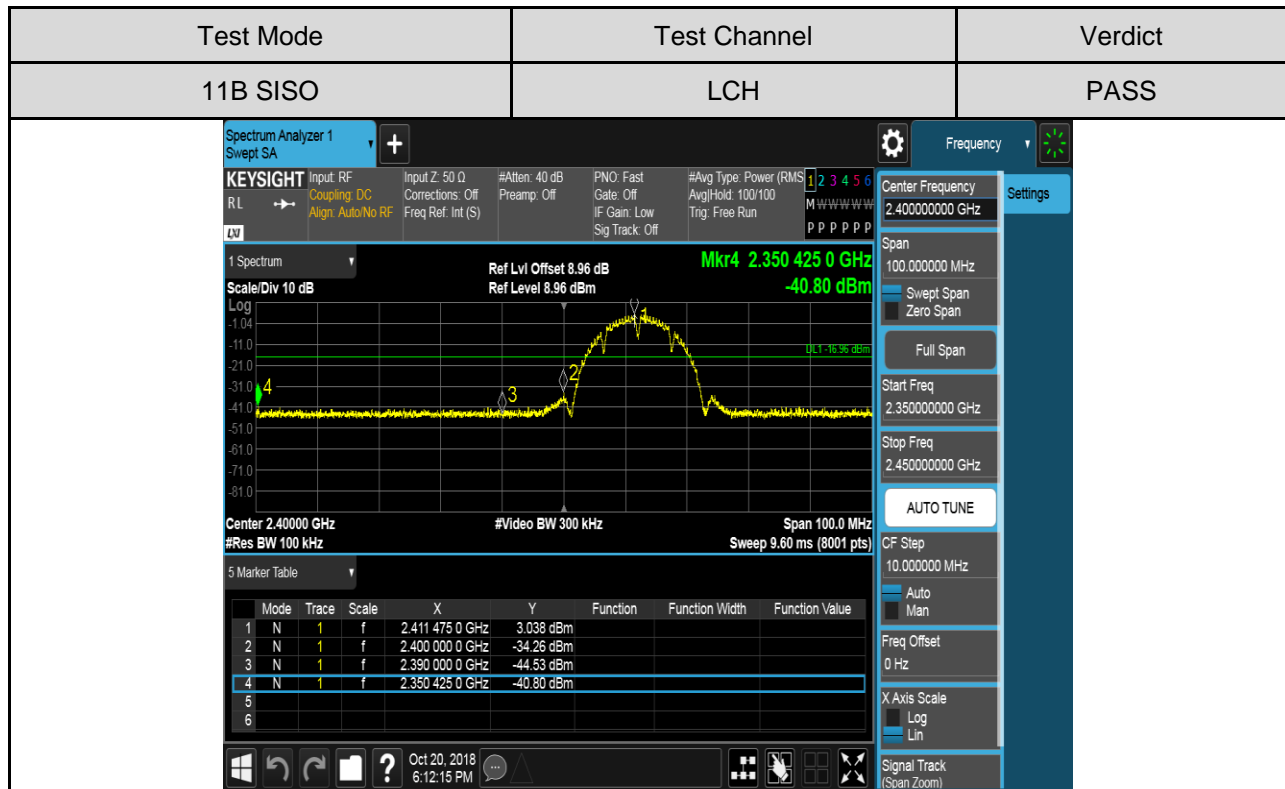 Test Mode Test Channel Verdict
11B SISO LCH PASS
Spectrum Analyzer 1
Swept SA
+
Frequency
KEYSIGHT
RL
LXI
Input: RF
Coupling: DC
Align: Auto/No RF
Input Z: 50 Ω
Corrections: Off
Freq Ref: Int (S)
#Atten: 40 dB
Preamp: Off
PNO: Fast
Gate: Off
IF Gain: Low
Sig Track: Off
#Avg Type: Power (RMS
Avg|Hold: 100/100
Trig: Free Run
1 2 3 4 5 6
M W W W W W
P P P P P P
1 Spectrum
Scale/Div 10 dB
Ref Lvl Offset 8.96 dB
Ref Level 8.96 dBm
Mkr4 2.350 425 0 GHz
-40.80 dBm
Log
-1.04
-11.0
-21.0
-31.0
-41.0
-51.0
-61.0
-71.0
-81.0
1
2
3
4
DL1 -16.96 dBm
Center 2.40000 GHz
#Video BW 300 kHz
Span 100.0 MHz
#Res BW 100 kHz
Sweep 9.60 ms (8001 pts)
5 Marker Table
Mode Trace Scale X Y Function Function Width Function Value
1 N 1 f 2.411 475 0 GHz 3.038 dBm
2 N 1 f 2.400 000 0 GHz -34.26 dBm
3 N 1 f 2.390 000 0 GHz -44.53 dBm
4 N 1 f 2.350 425 0 GHz -40.80 dBm
5
6
?
Oct 20, 2018
6:12:15 PM
Center Frequency
2.400000000 GHz
Settings
Span
100.000000 MHz
Swept Span
Zero Span
Full Span
Start Freq
2.350000000 GHz
Stop Freq
2.450000000 GHz
AUTO TUNE
CF Step
10.000000 MHz
Auto
Man
Freq Offset
0 Hz
X Axis Scale
Log
Lin
Signal Track
(Span Zoom)